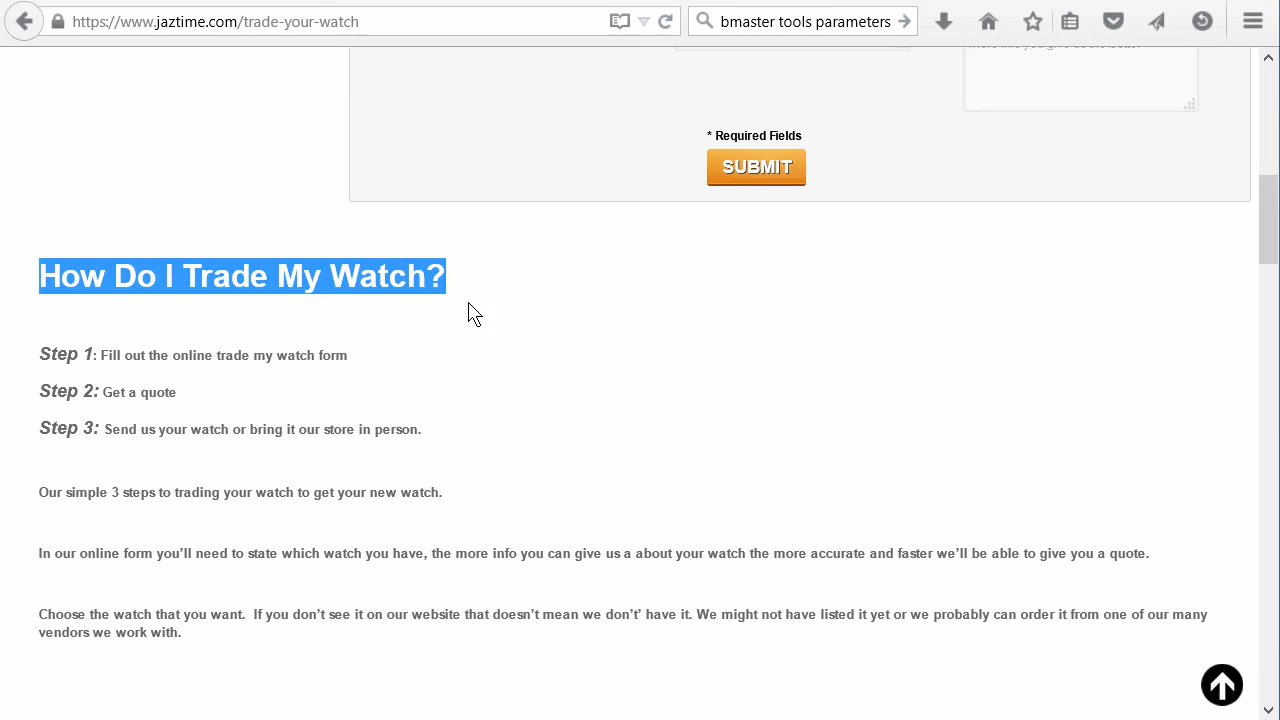 https://www.jaztime.com/trade-your-watch
bmaster tools parameters
* Required Fields
SUBMIT
How Do I Trade My Watch?
Step 1: Fill out the online trade my watch form
Step 2: Get a quote
Step 3: Send us your watch or bring it our store in person.
Our simple 3 steps to trading your watch to get your new watch.
In our online form you’ll need to state which watch you have, the more info you can give us a about your watch the more accurate and faster we’ll be able to give you a quote.
Choose the watch that you want.  If you don’t see it on our website that doesn’t mean we don’t’ have it. We might not have listed it yet or we probably can order it from one of our many
vendors we work with.